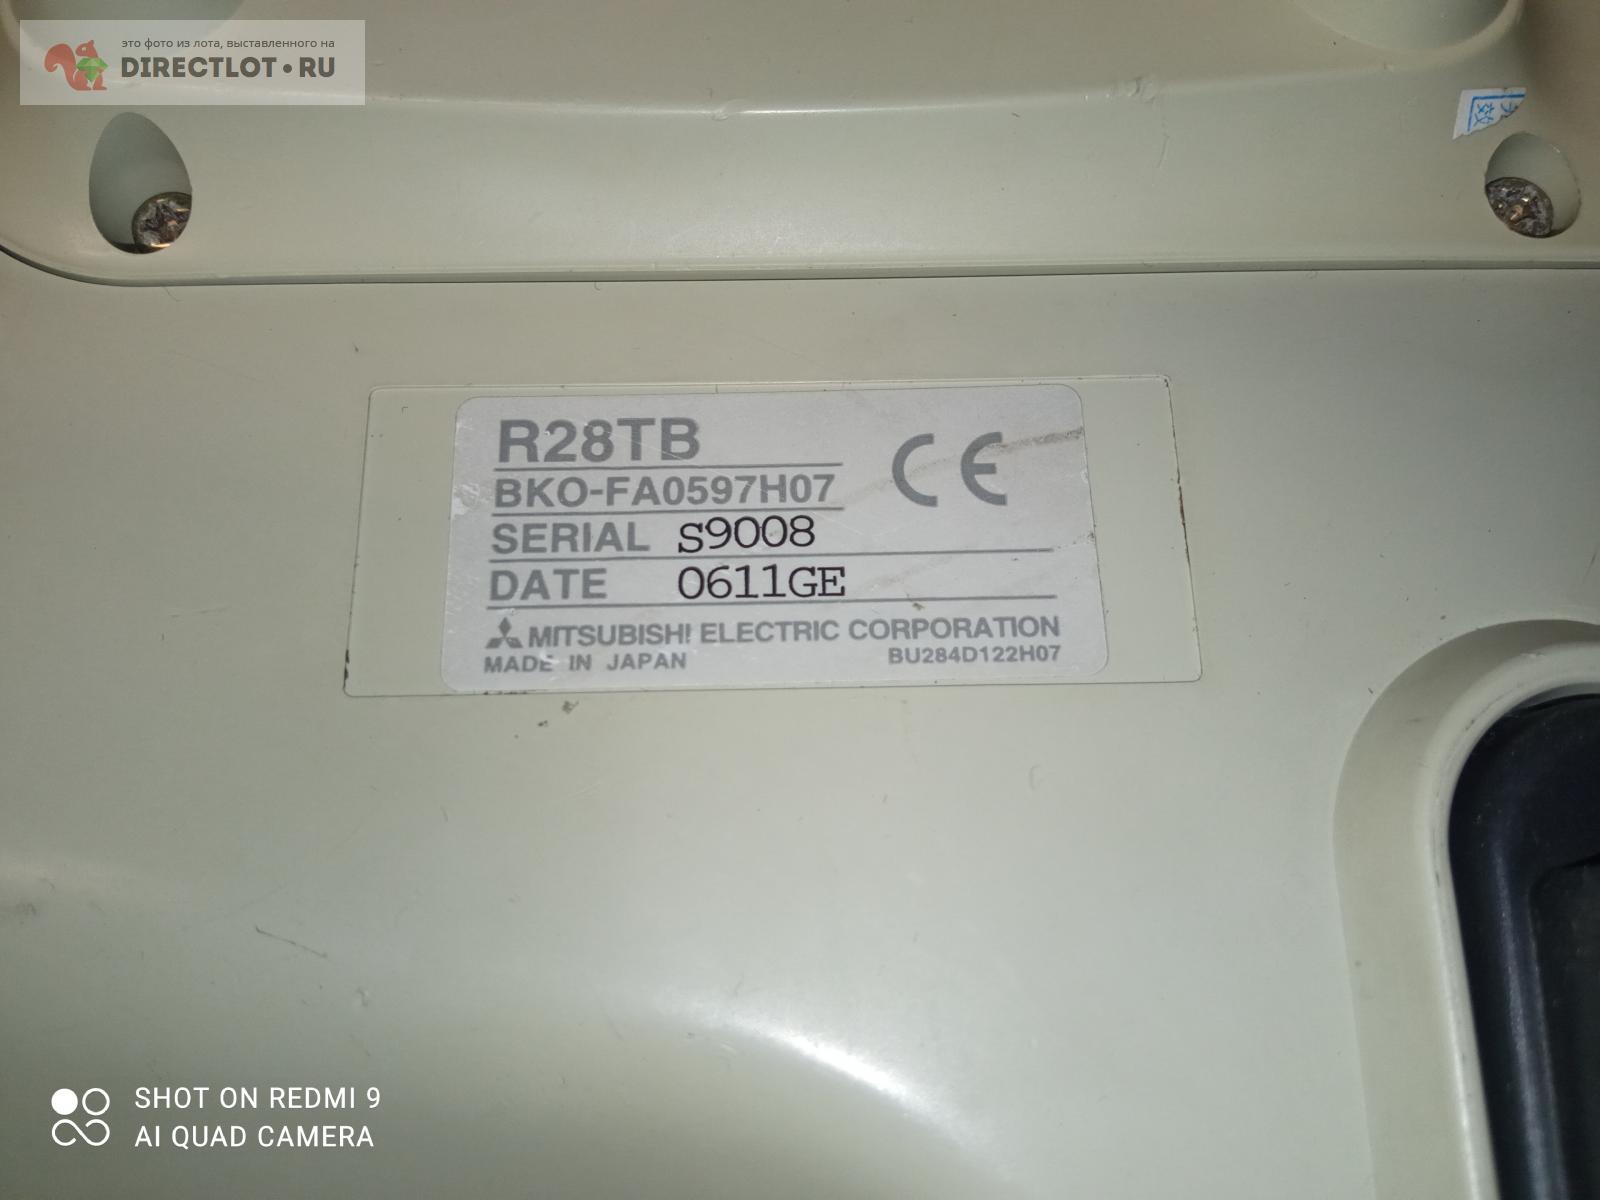 это фото из лота, выставленного на
DIRECTLOT•RU
R28TB
BKO-FA0597H07
SERIAL S9008
DATE 0611GE
CE
MITSUBISHI ELECTRIC CORPORATION
MADE IN JAPAN BU284D122H07
SHOT ON REDMI 9
AI QUAD CAMERA